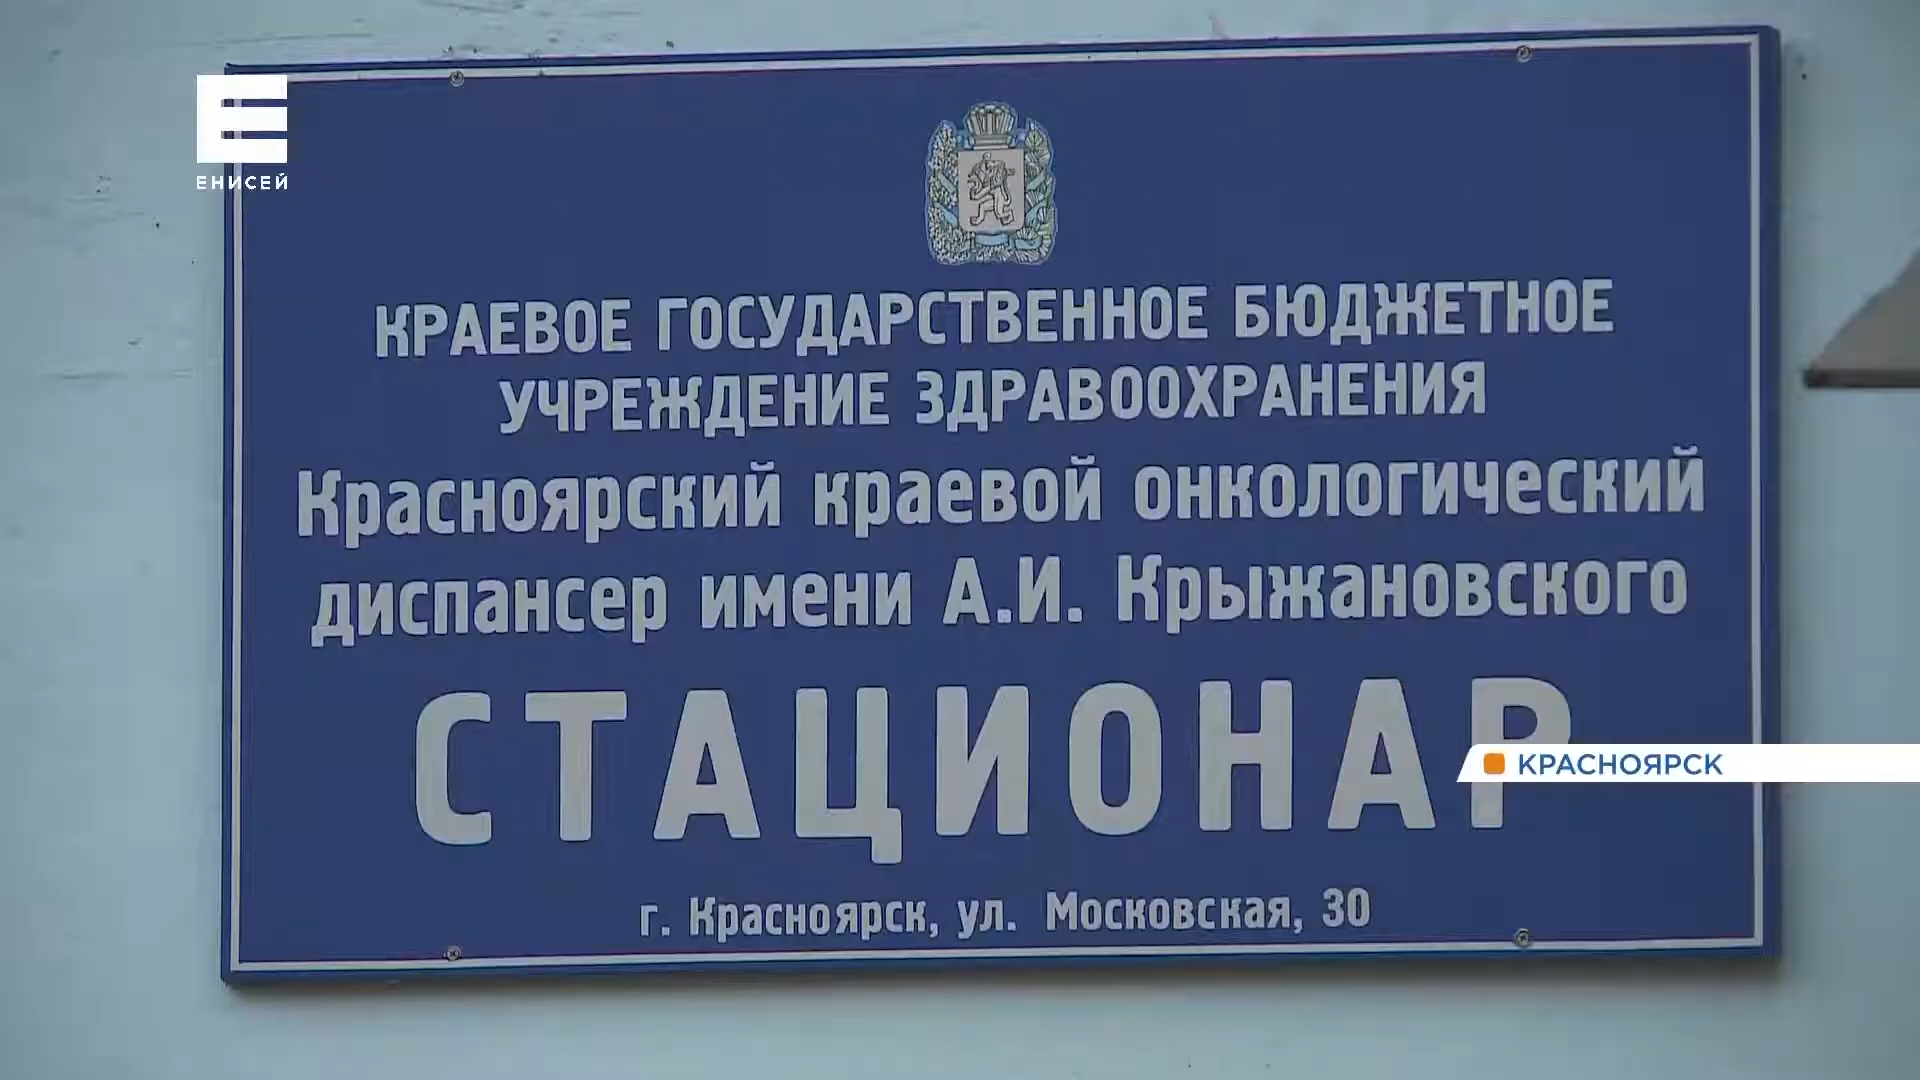 ЕНИСЕЙ
КРАЕВОЕ ГОСУДАРСТВЕННОЕ БЮДЖЕТНОЕ
УЧРЕЖДЕНИЕ ЗДРАВООХРАНЕНИЯ
Красноярский краевой онкологический
диспансер имени А.И. Крыжановского
СТАЦИОНАР
КРАСНОЯРСК
г. Красноярск, ул. Московская, 30